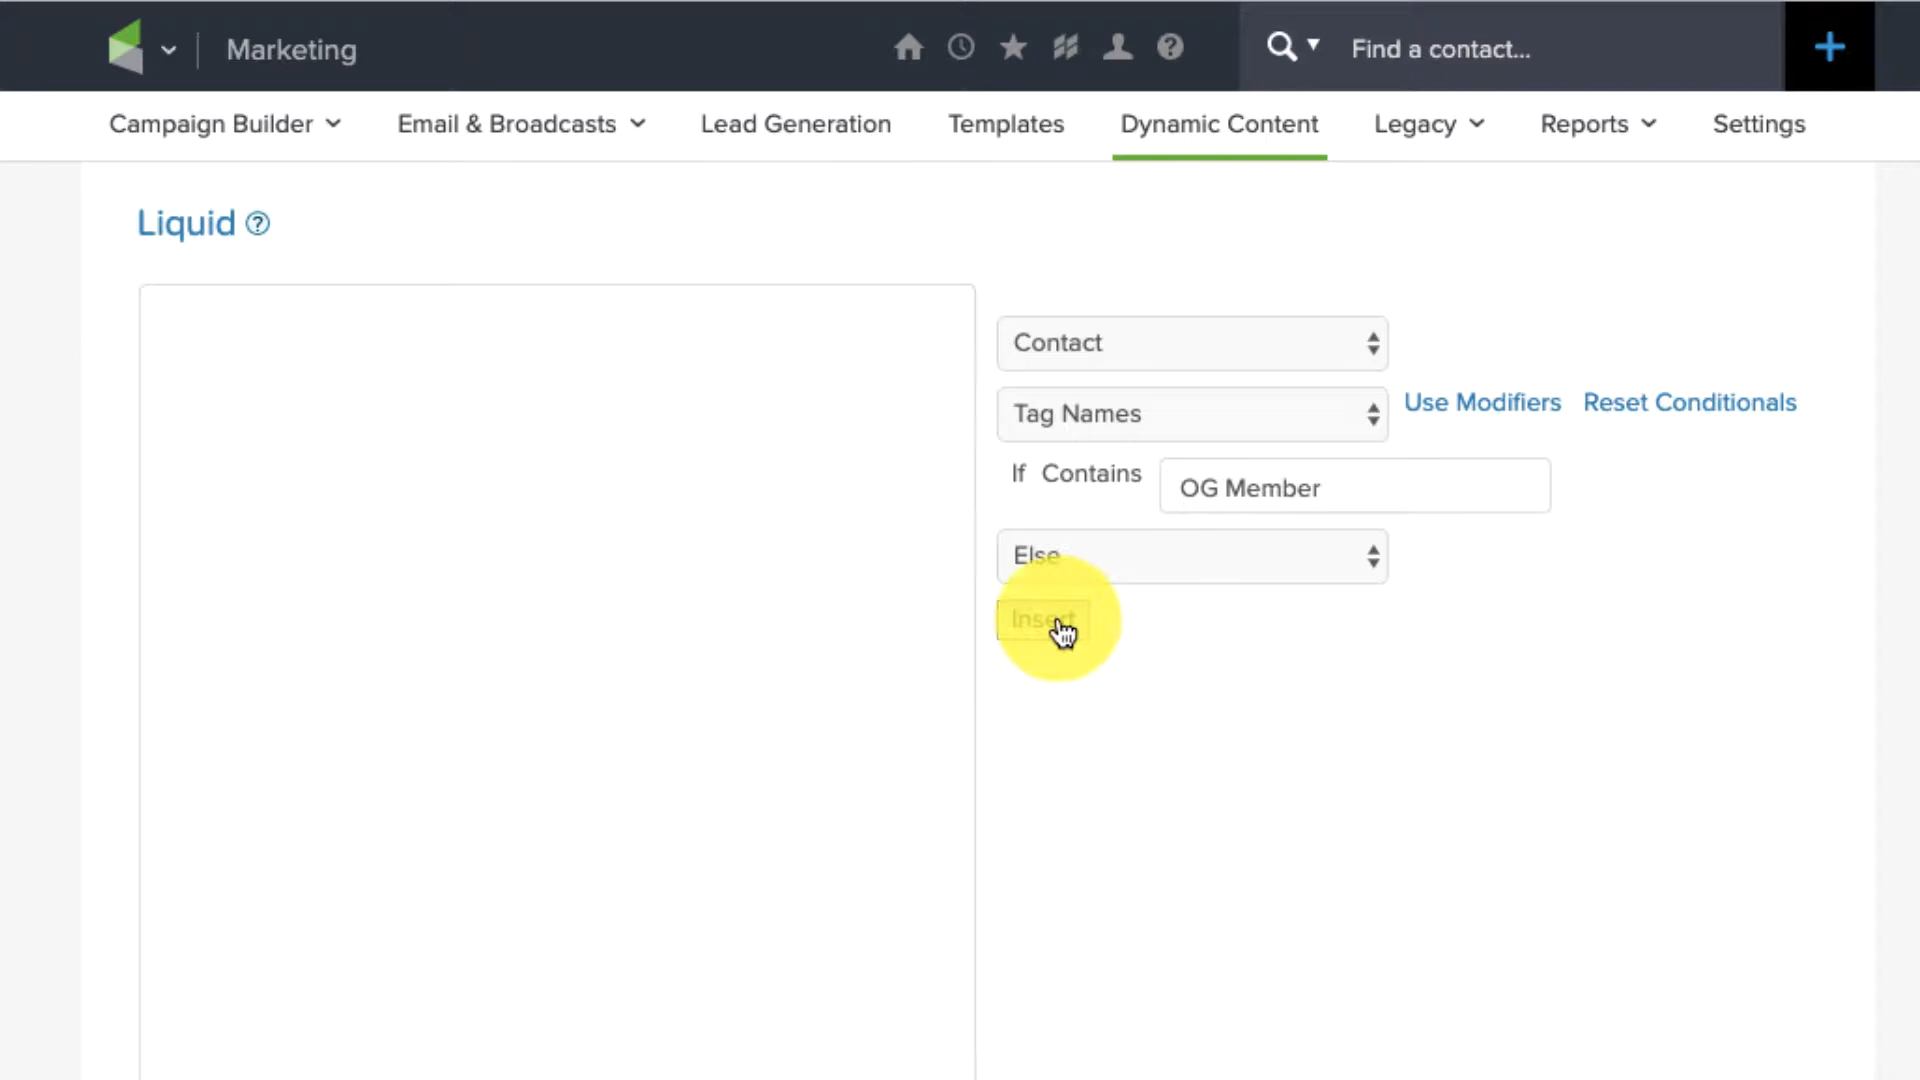 Marketing
Find a contact...
Campaign Builder
Email & Broadcasts
Lead Generation
Templates
Dynamic Content
Legacy
Reports
Settings
Liquid ?
Contact
Tag Names
Use Modifiers
Reset Conditionals
If Contains
OG Member
Else
Insert